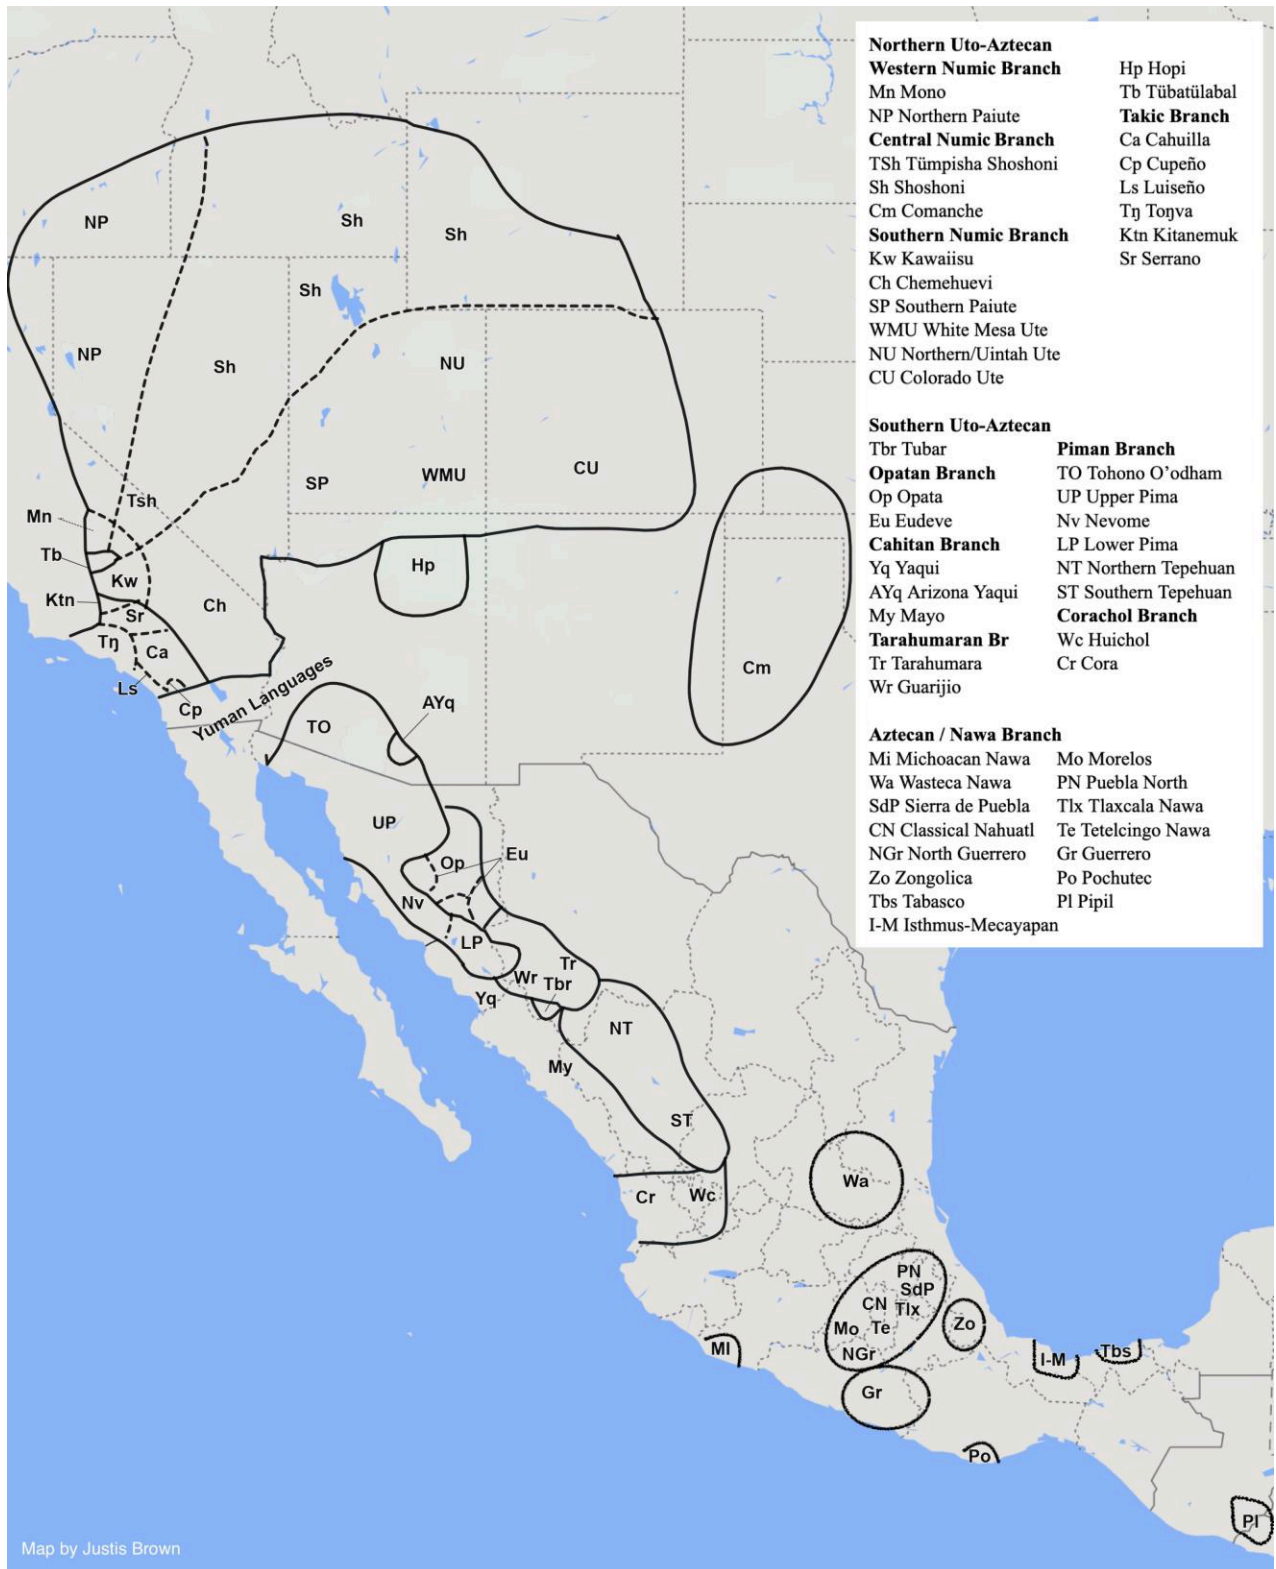 Northern Uto-Aztecan
Western Numic Branch
Mn Mono
NP Northern Paiute
Central Numic Branch
TSh Tümpisha Shoshoni
Sh Shoshoni
Cm Comanche
Southern Numic Branch
Kw Kawaiisu
Ch Chemehuevi
SP Southern Paiute
WMU White Mesa Ute
NU Northern/Uintah Ute
CU Colorado Ute
Hp Hopi
Tb Tübatülabal
Takic Branch
Ca Cahuilla
Cp Cupeño
Ls Luiseño
Tŋ Toŋva
Ktn Kitanemuk
Sr Serrano
Southern Uto-Aztecan
Tbr Tubar
Opatan Branch
Op Opata
Eu Eudeve
Cahitan Branch
Yq Yaqui
AYq Arizona Yaqui
My Mayo
Tarahumaran Br
Tr Tarahumara
Wr Guarijio
Piman Branch
TO Tohono O’odham
UP Upper Pima
Nv Nevome
LP Lower Pima
NT Northern Tepehuan
ST Southern Tepehuan
Corachol Branch
Wc Huichol
Cr Cora
Aztecan / Nawa Branch
Mi Michoacan Nawa
Wa Wasteca Nawa
SdP Sierra de Puebla
CN Classical Nahuatl
NGr North Guerrero
Zo Zongolica
Tbs Tabasco
I-M Isthmus-Mecayapan
Mo Morelos
PN Puebla North
Tlx Tlaxcala Nawa
Te Tetelcingo Nawa
Gr Guerrero
Po Pochutec
Pl Pipil
NP
Sh
Sh
Sh
NP
Sh
NU
SP
WMU
CU
Tsh
Mn
Tb
Kw
Hp
Ktn
Sr
Ch
Tŋ
Ca
Ls
Cp
Yuman Languages
Cm
TO
AYq
UP
Op
Eu
Nv
LP
Tr
Wr
Tbr
Yq
NT
My
ST
Cr
Wc
Wa
PN
SdP
CN
Tlx
Mo
Te
NGr
Zo
MI
I-M
Tbs
Gr
Po
Pl
Map by Justis Brown